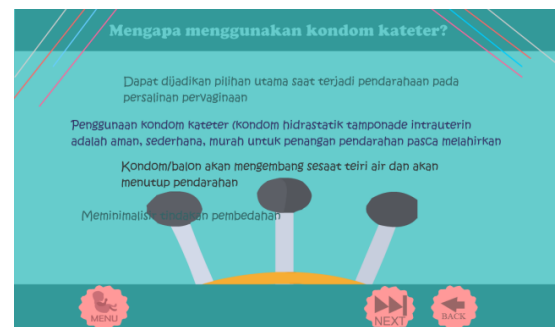 Mengapa menggunakan kondom kateter?
Dapat dijadikan pilihan utama saat terjadi pendarahaan pada
persalinan pervaginaan
Penggunaan kondom kateter (kondom hidrastatik tamponade intrauterin
adalah aman, sederhana, murah untuk penangan pendarahan pasca melahirkan
Kondom/balon akan mengembang sesaat teiri air dan akan
menutup pendarahan
Meminimalisir tindakan pembedahan
MENU
NEXT
BACK